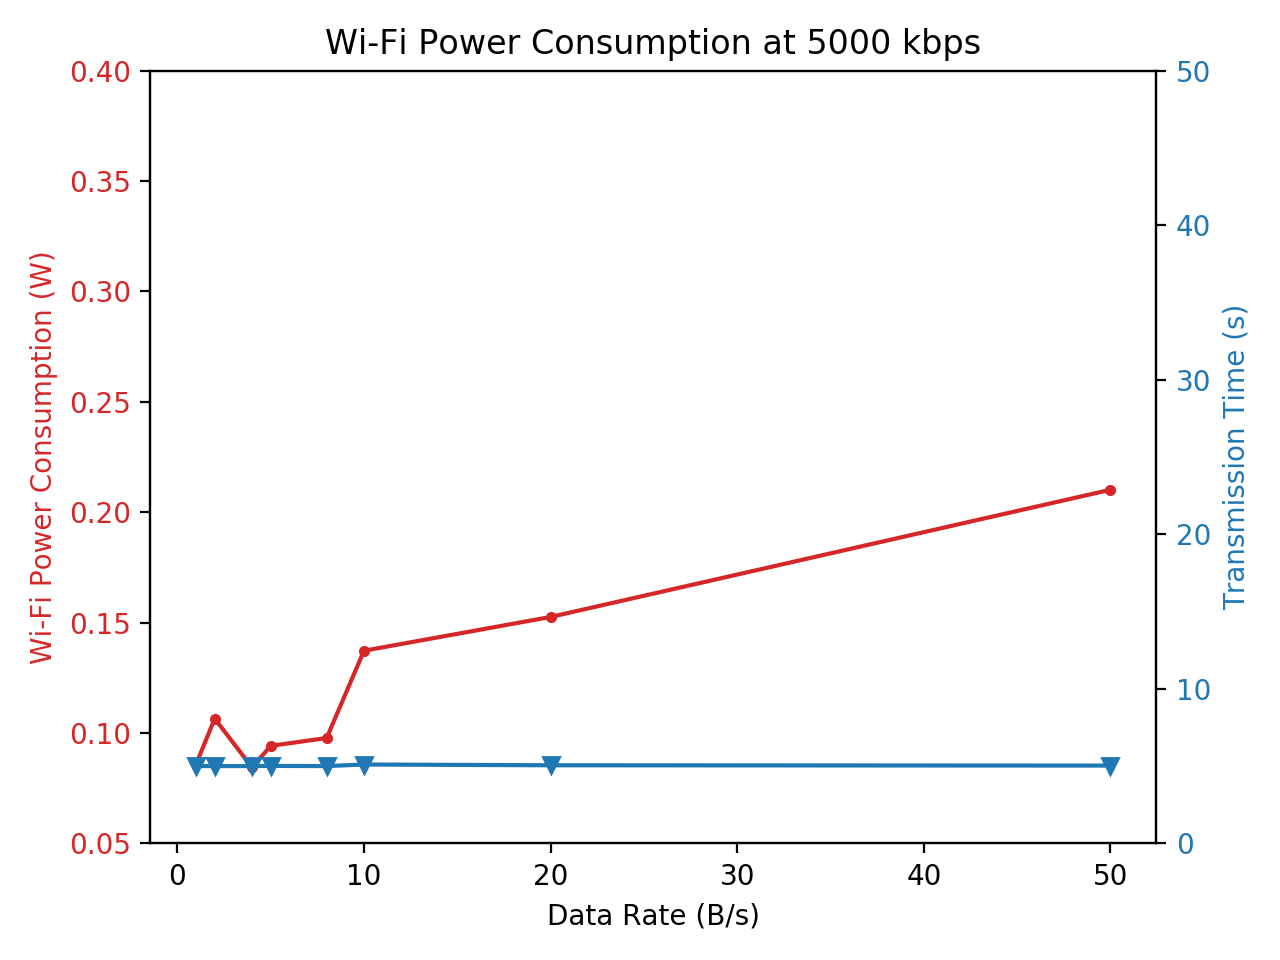 Wi-Fi Power Consumption at 5000 kbps
0.40
0.35
0.30
0.25
0.20
0.15
0.10
0.05
Wi-Fi Power Consumption (W)
50
40
30
20
10
0
Transmission Time (s)
0 10 20 30 40 50
Data Rate (B/s)